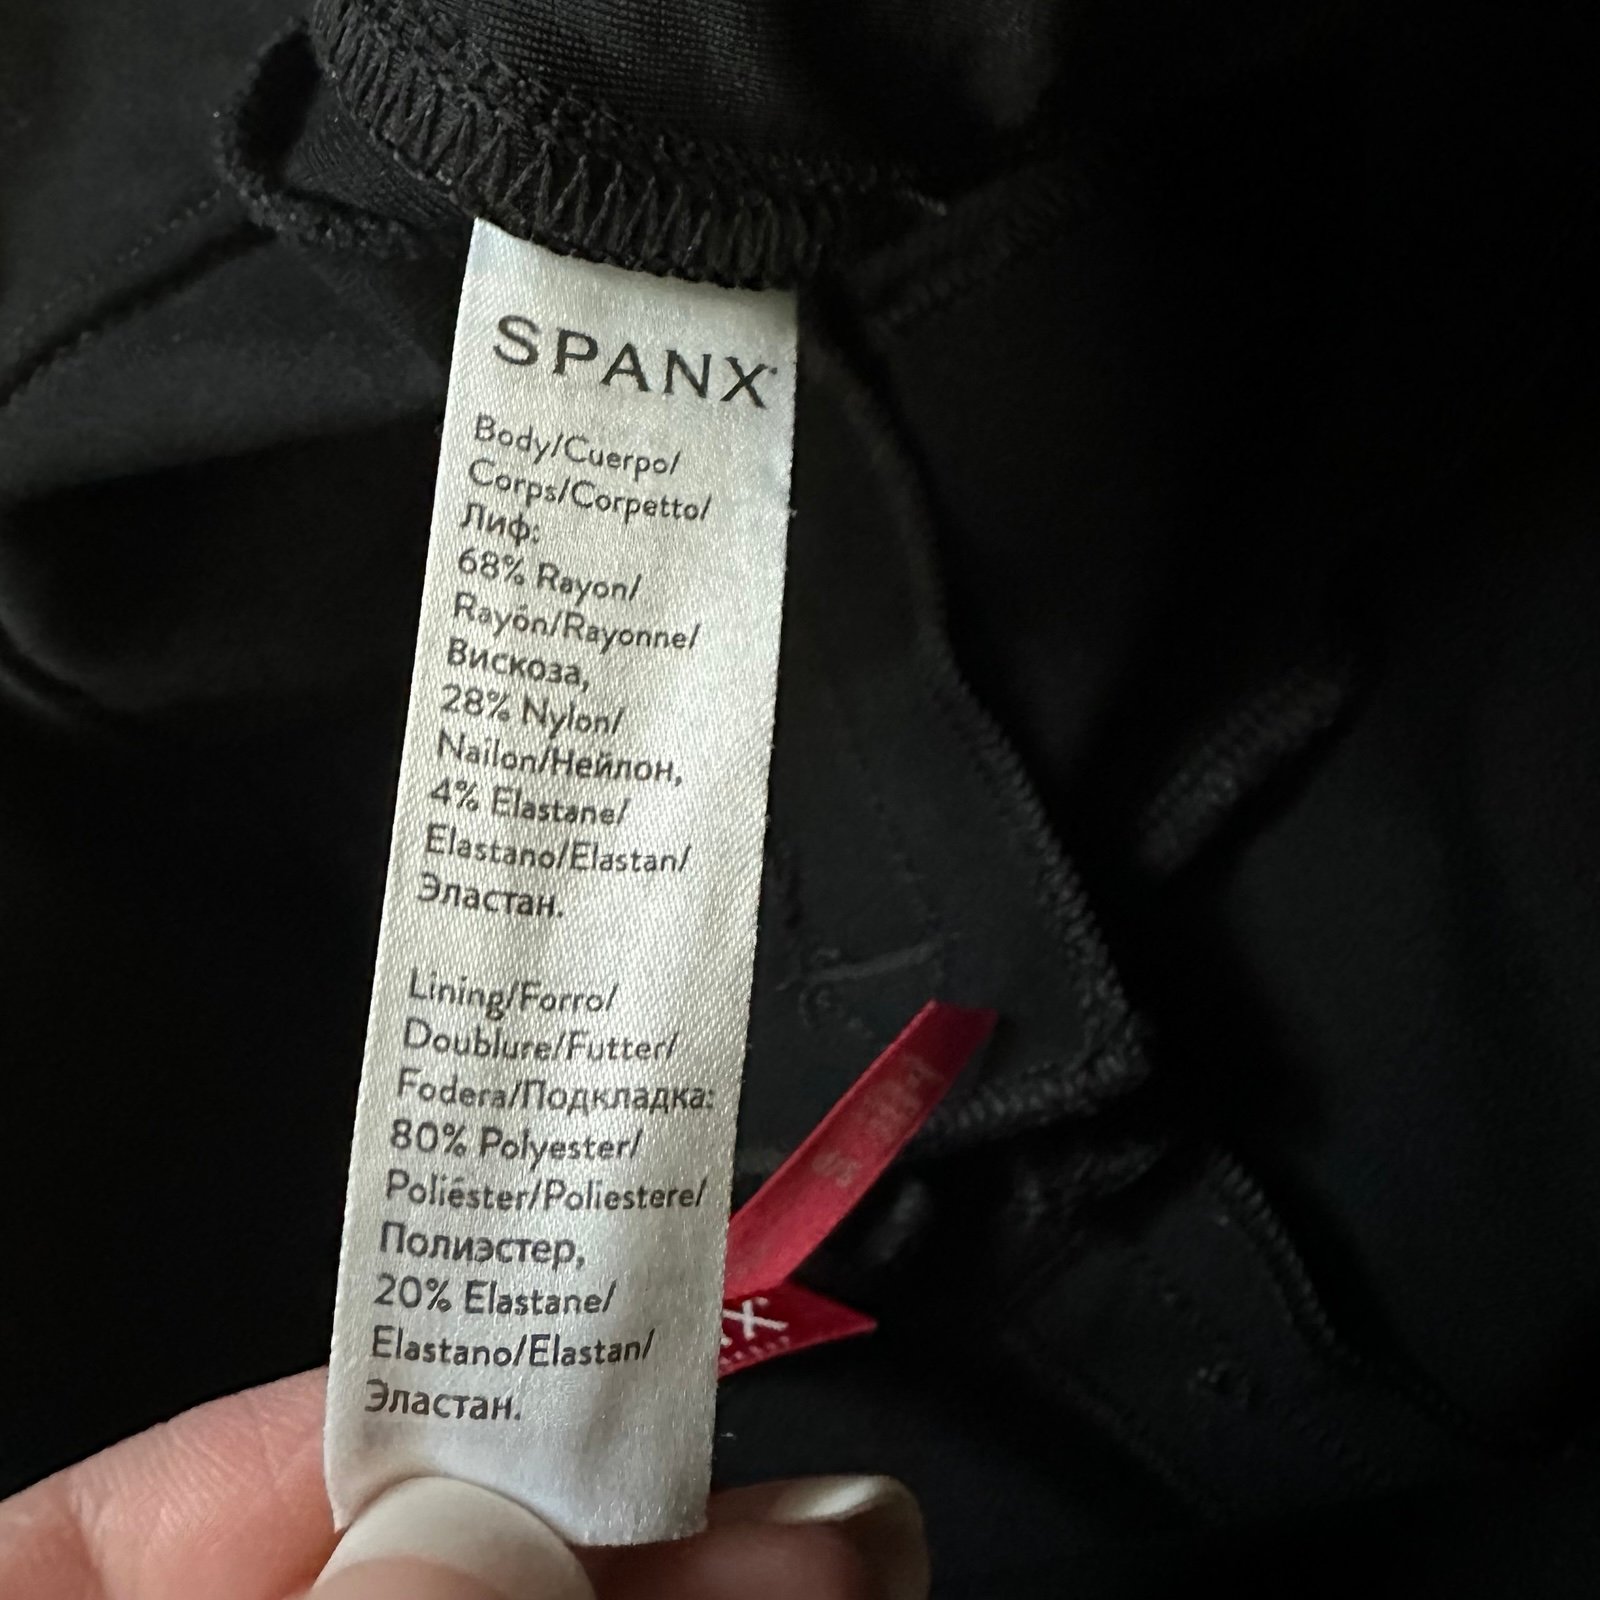 SPANX
Body/Cuerpo/
Corps/Corpetto/
Лиф:
68% Rayon/
Rayón/Rayonne/
Вискоза,
28% Nylon/
Nailon/Нейлон,
4% Elastane/
Elastano/Elastan/
Эластан.
Lining/Forro/
Doublure/Futter/
Fodera/Подкладка:
80% Polyester/
Poliéster/Poliestere/
Полиэстер,
20% Elastane/
Elastano/Elastan/
Эластан.